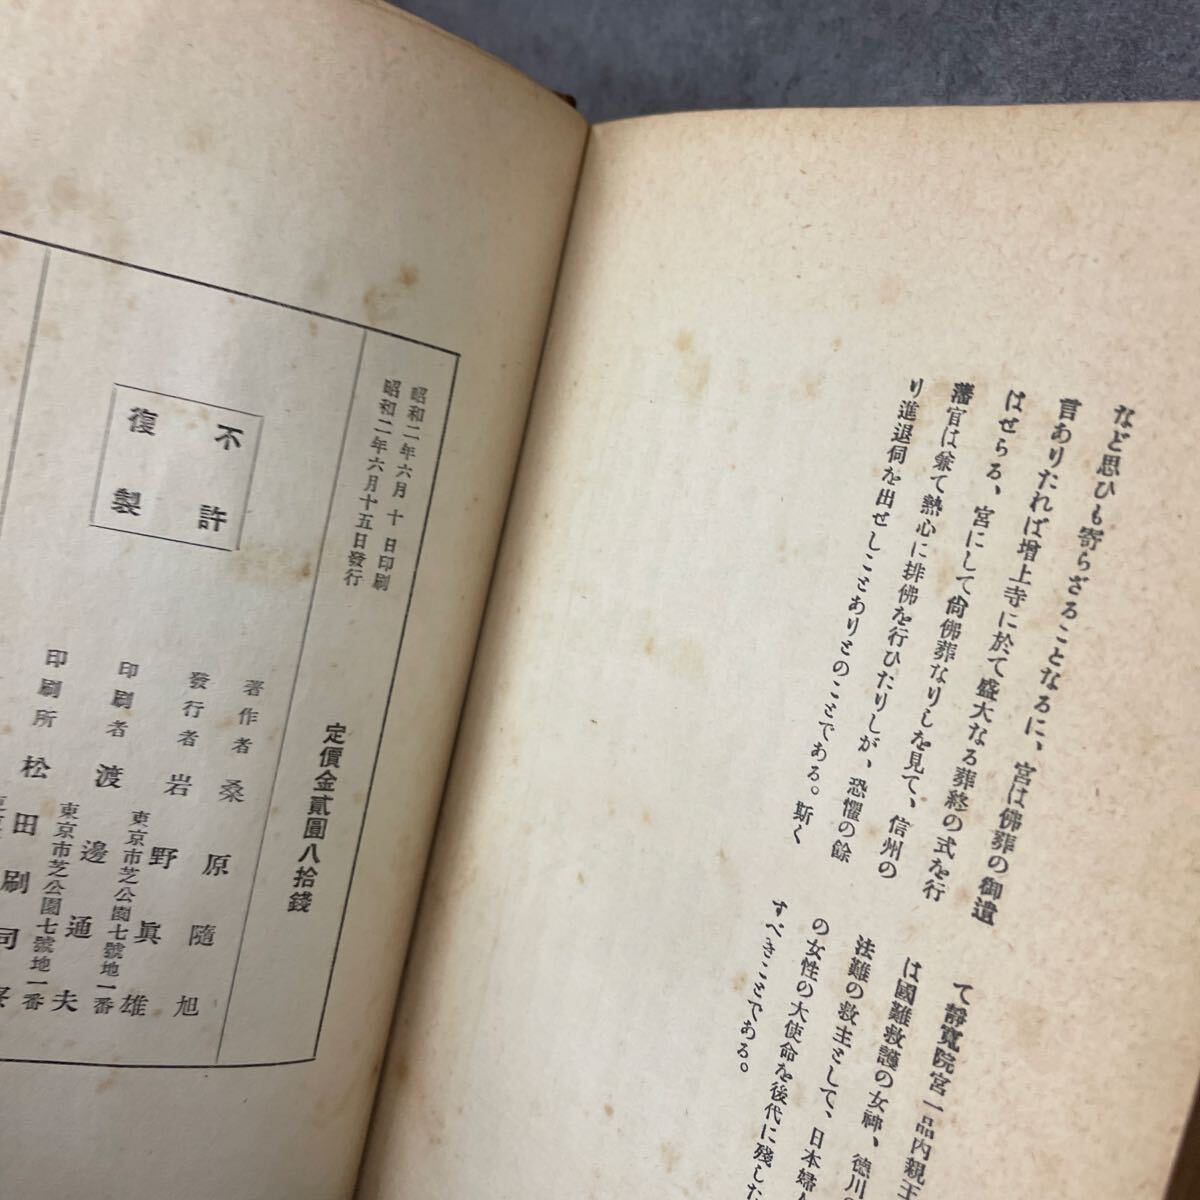 など思ひも寄らざることなるに、宮は佛葬の御遺
言ありたれば增上寺に於て盛大なる葬終の式を行
はせらる、宮にして尙佛葬なりしを見て、信州の
藩官は兼て熱心に排佛を行ひたりしが、恐懼の餘
り進退伺を出せしことありとのことである。斯く
て靜寬院宮一品內親王
は國難救護の女神、德川
法難の救主として、日本婦人
の女性の大使命を後代に殘した
すべきことである。
昭和二年六月十日印刷
昭和二年六月十五日發行
定價金貳圓八拾錢
不許
復製
著作者 桑原隨旭
發行者 岩野眞雄
東京市芝公園七號地一番
印刷者 渡邊通夫
東京市芝公園七號地一番
印刷所 松田刷司